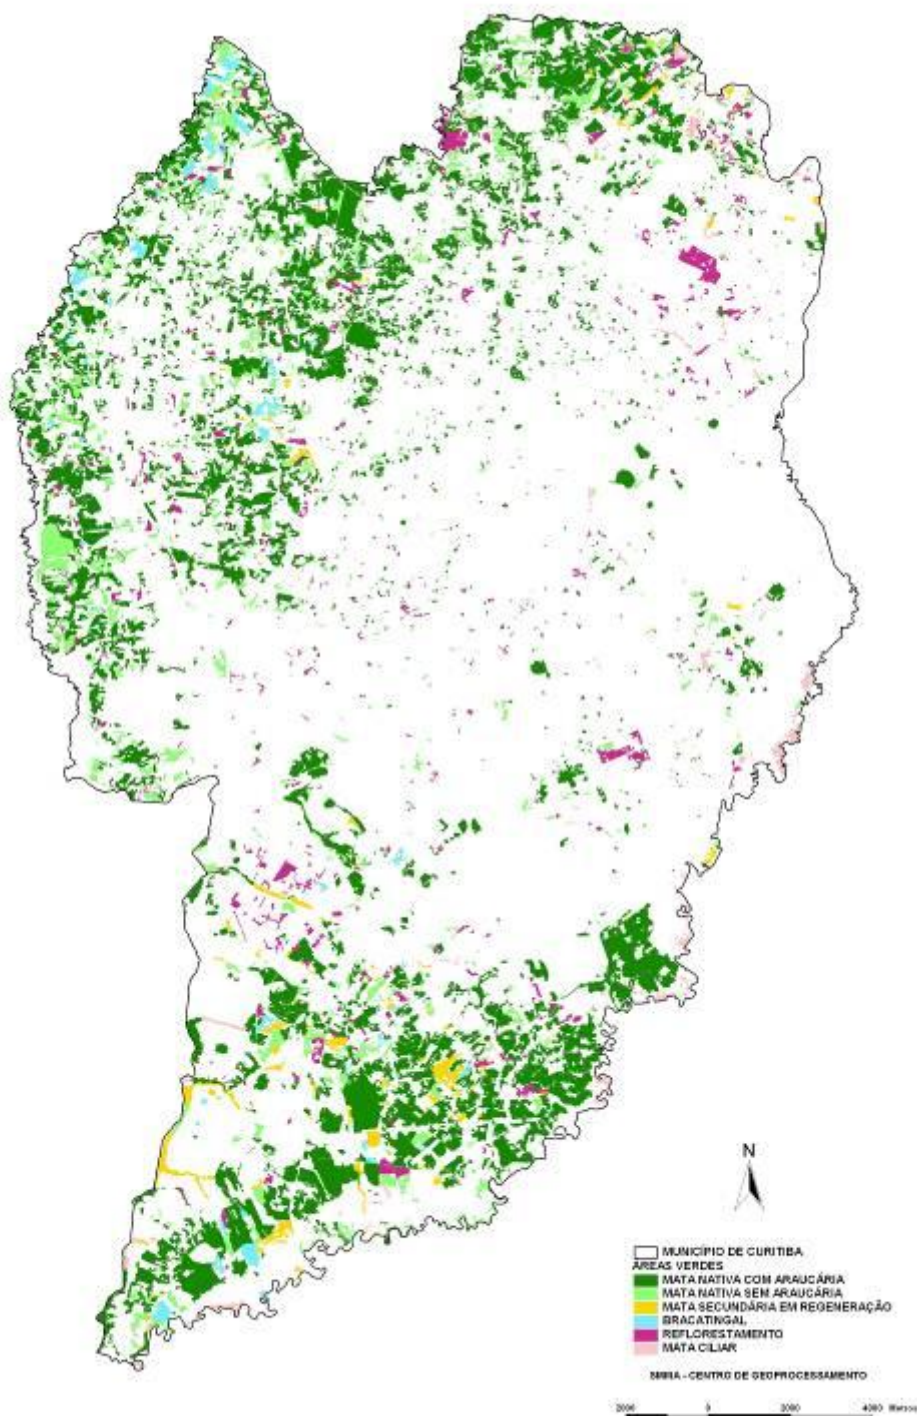 N
MUNICÍPIO DE CURITIBA
ÁREAS VERDES
MATA NATIVA COM ARAUCÁRIA
MATA NATIVA SEM ARAUCÁRIA
MATA SECUNDÁRIA EM REGENERAÇÃO
BRACATINGAL
REFLORESTAMENTO
MATA CILIAR
SMMA - CENTRO DE GEOPROCESSAMENTO
2000 0 2000 4000 Metros